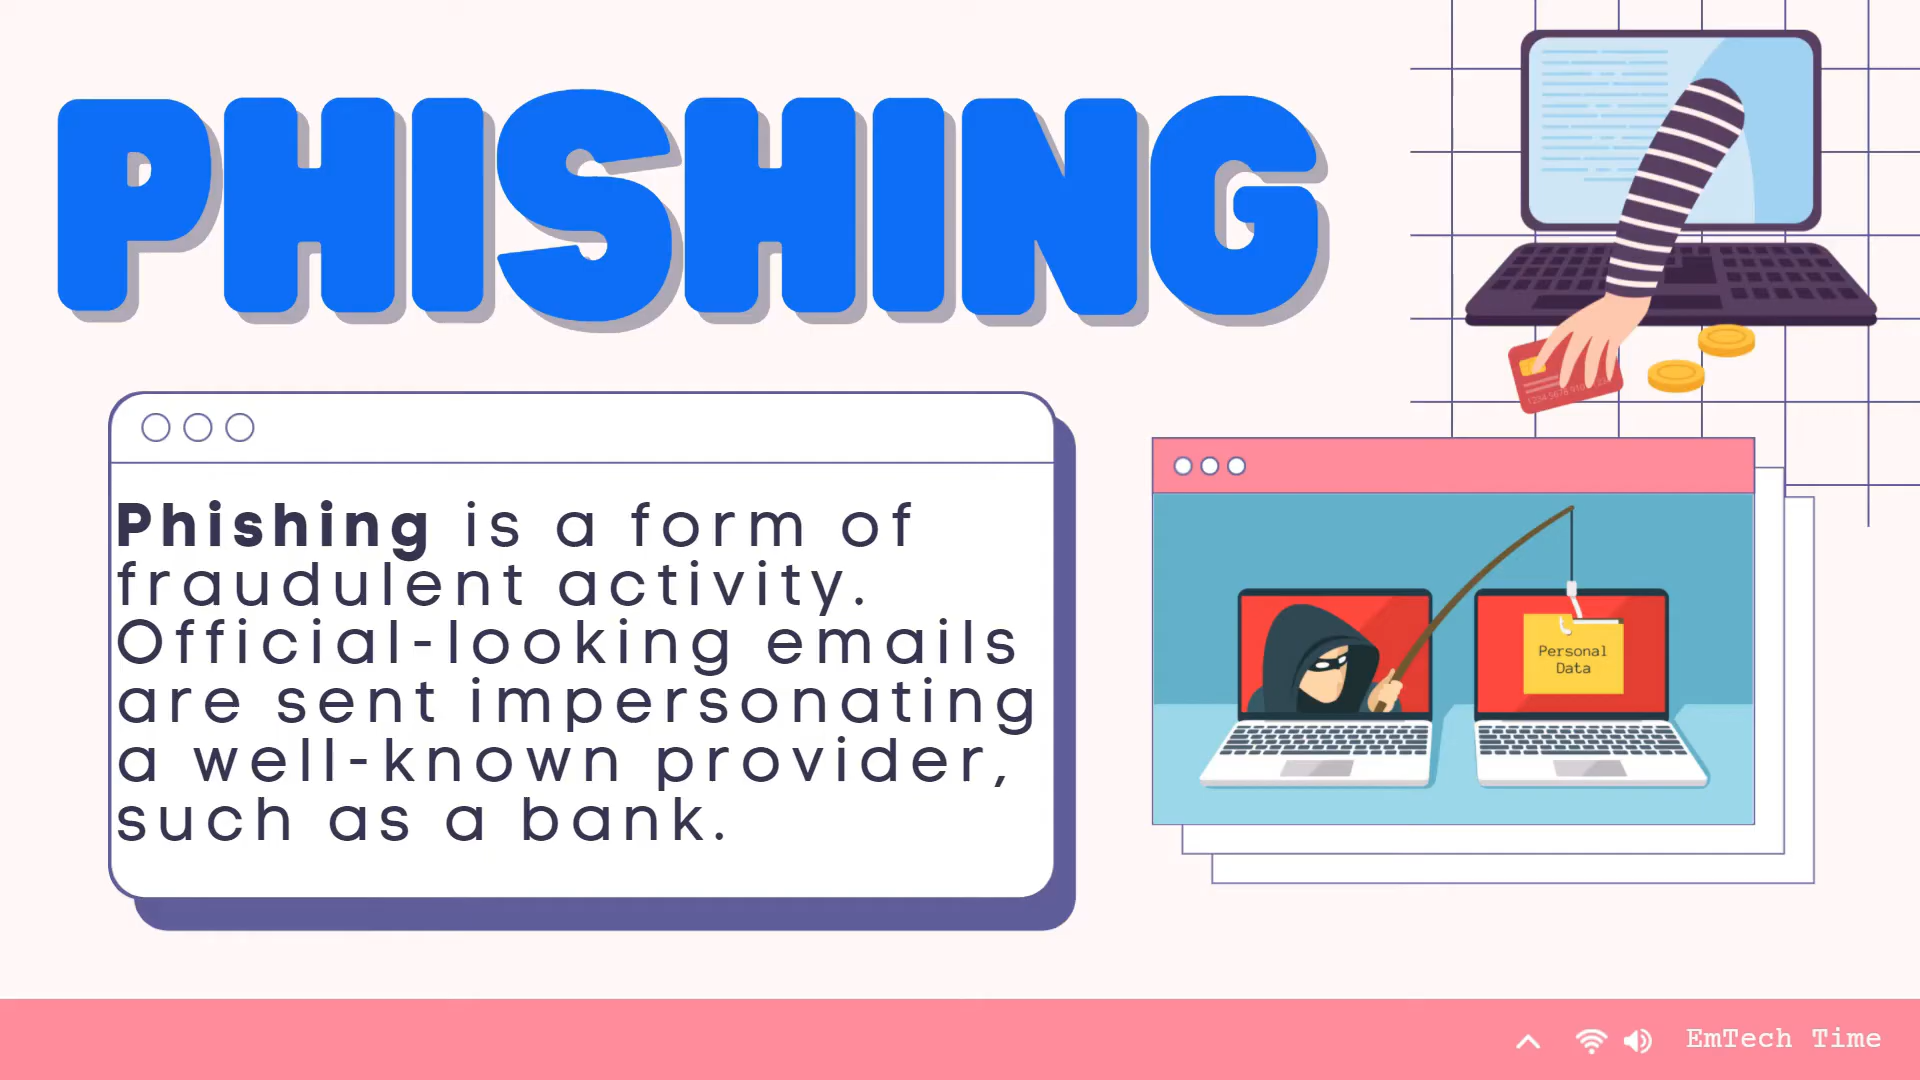 PHISHING
Phishing is a form of
fraudulent activity.
Official-looking emails
are sent impersonating
a well-known provider,
such as a bank.
Personal
Data
EmTech Time